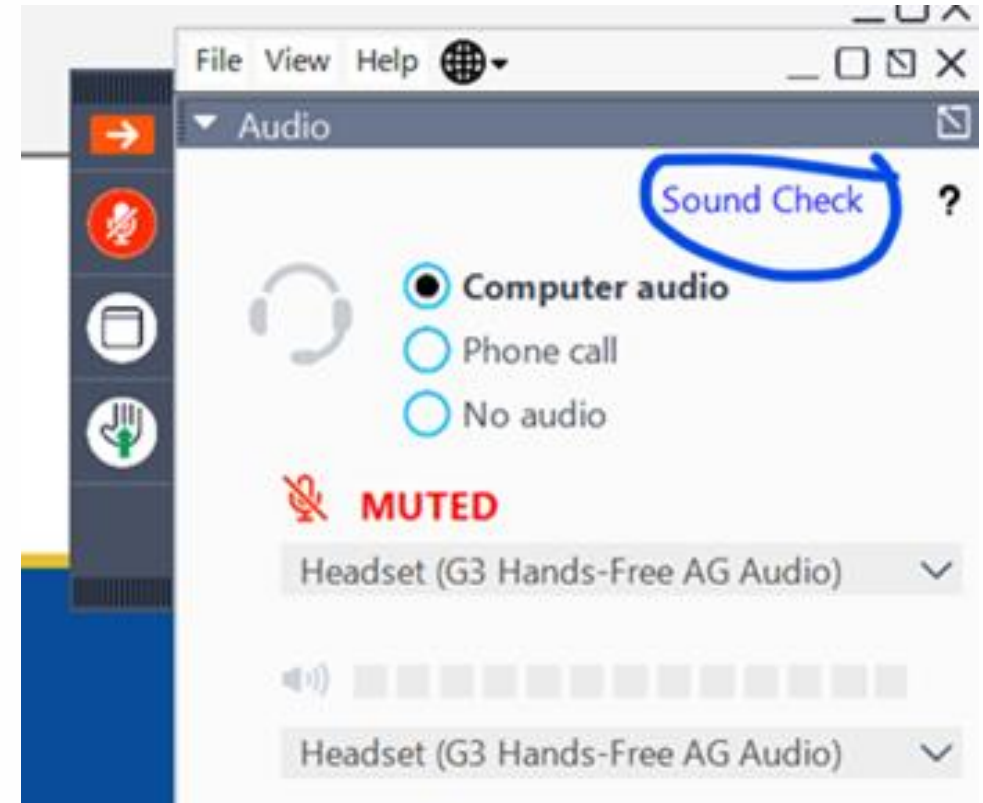 File View Help
Audio
Sound Check ?
Computer audio
Phone call
No audio
MUTED
Headset (G3 Hands-Free AG Audio)
Headset (G3 Hands-Free AG Audio)